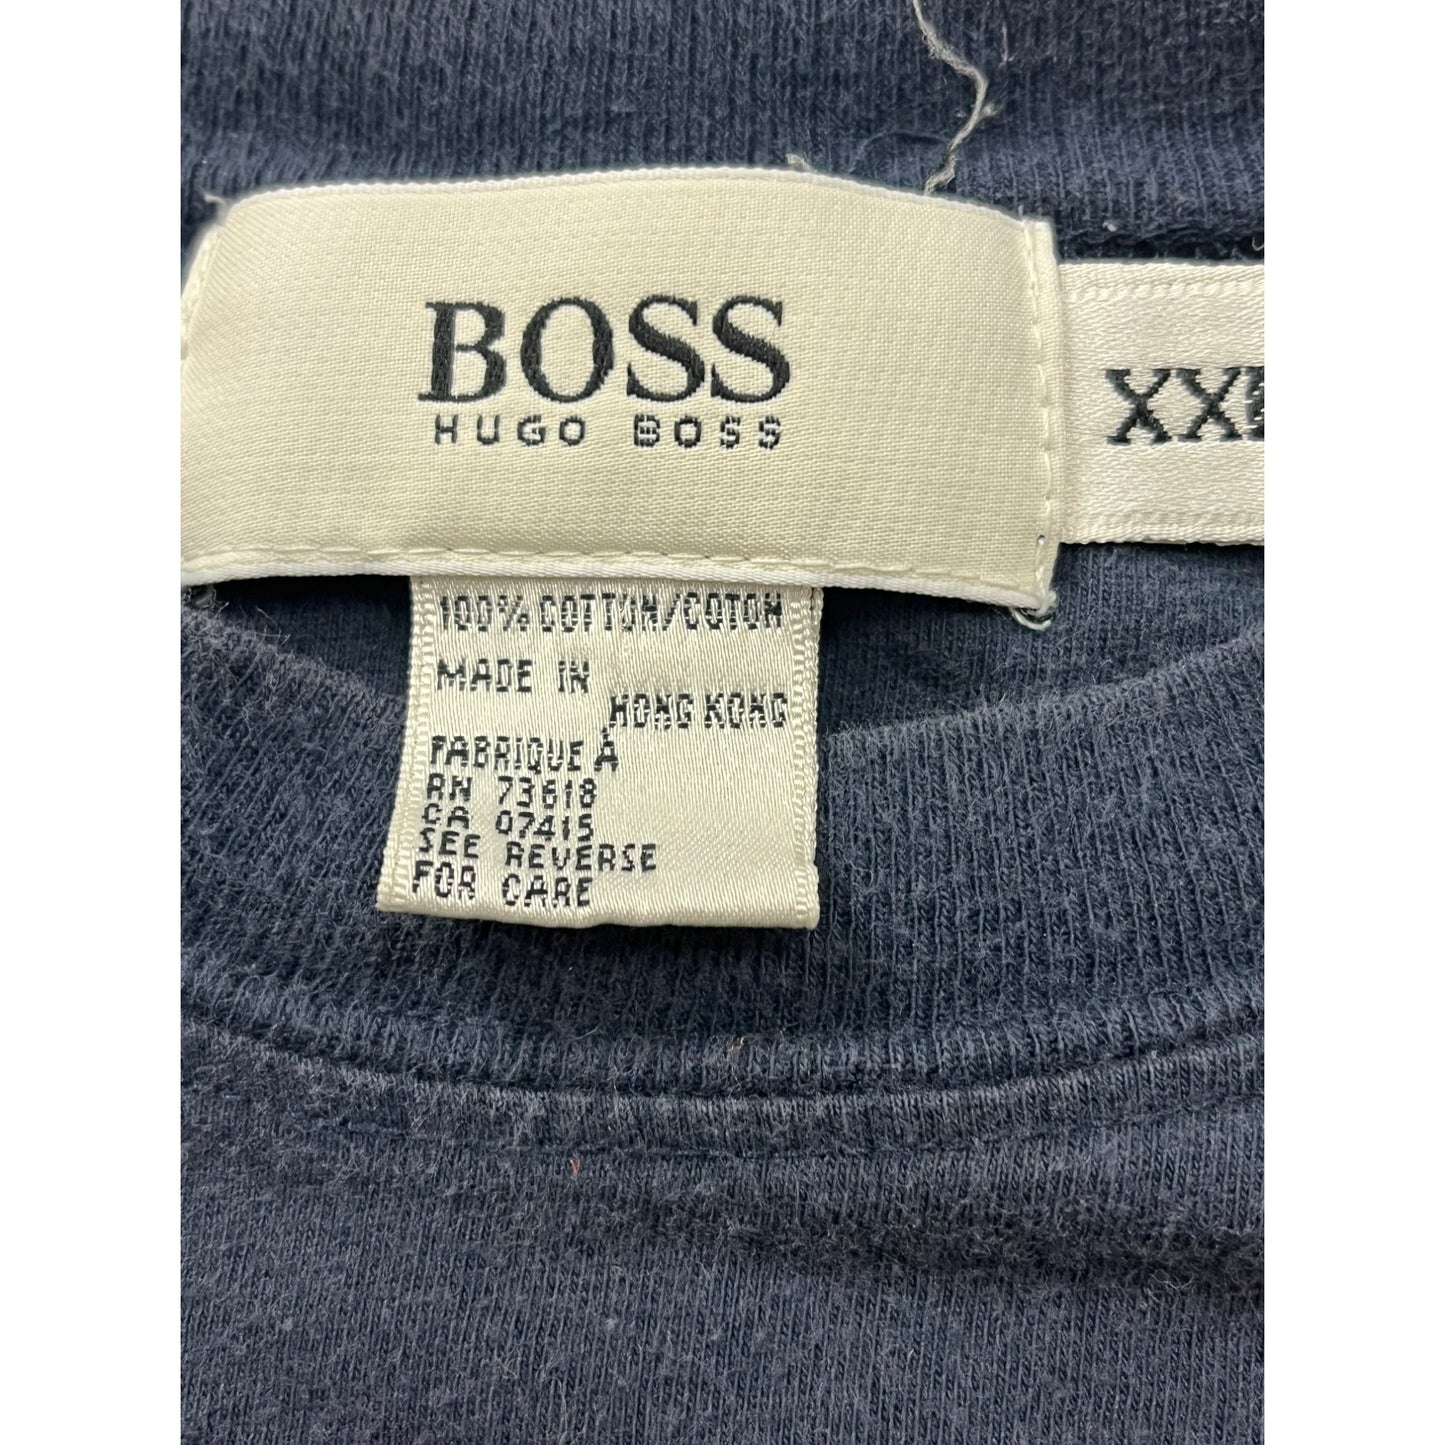 BOSS
HUGO BOSS
XX
100% COTTON/COTON
MADE IN
HONG KONG
FABRIQUE À
RN 73618
CA 07415
SEE REVERSE
FOR CARE